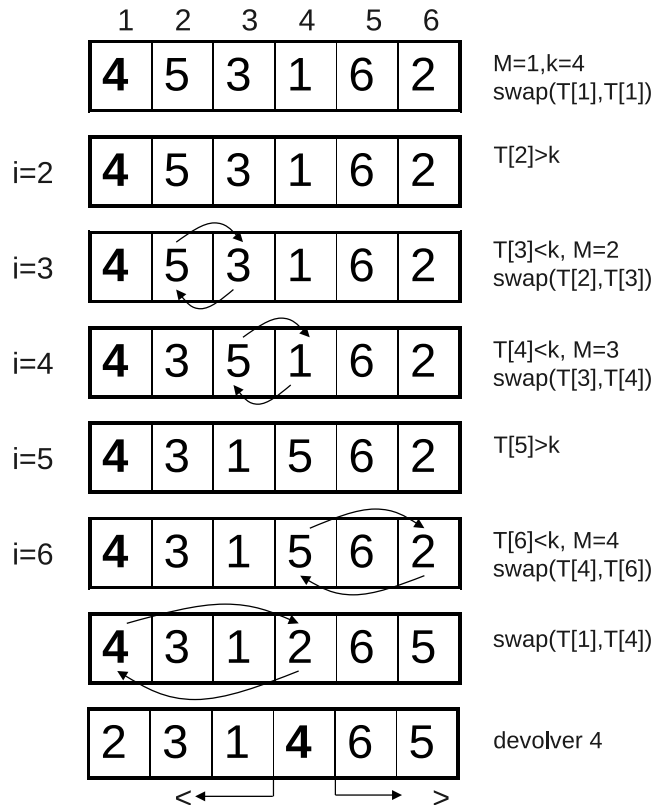 1 2 3 4 5 6
4 5 3 1 6 2 M=1,k=4
swap(T[1],T[1])
i=2 4 5 3 1 6 2 T[2]>k
i=3 4 5 3 1 6 2 T[3]<k, M=2
swap(T[2],T[3])
i=4 4 3 5 1 6 2 T[4]<k, M=3
swap(T[3],T[4])
i=5 4 3 1 5 6 2 T[5]>k
i=6 4 3 1 5 6 2 T[6]<k, M=4
swap(T[4],T[6])
4 3 1 2 6 5 swap(T[1],T[4])
2 3 1 4 6 5 devolver 4
< >